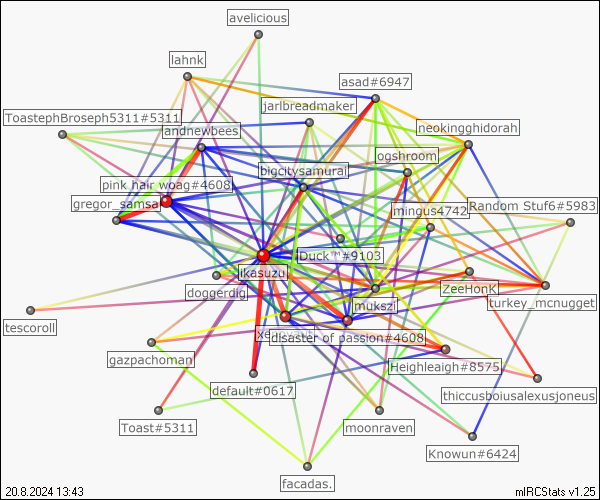 avelicious
lahnk
asad#6947
jarlbreadmaker
ToastephBroseph5311#5311
andnewbees
neokingghidorah
ogshroom
bigcitysamurai
pink hair woag#4608
gregor_samsa
mingus4742
Random Stuf6#5983
iDuck™#9103
ikasuzu
doggerdig
ZeeHonk
turkey_mcnugget
mukszi
tescoroll
disaster of passion#4608
gazpachoman
Heighleaigh#8575
default#0617
thiccusboiusalexusjoneus
Toast#5311
moonraven
Knowun#6424
facadas.
20.8.2024 13:43
mIRCStats v1.25